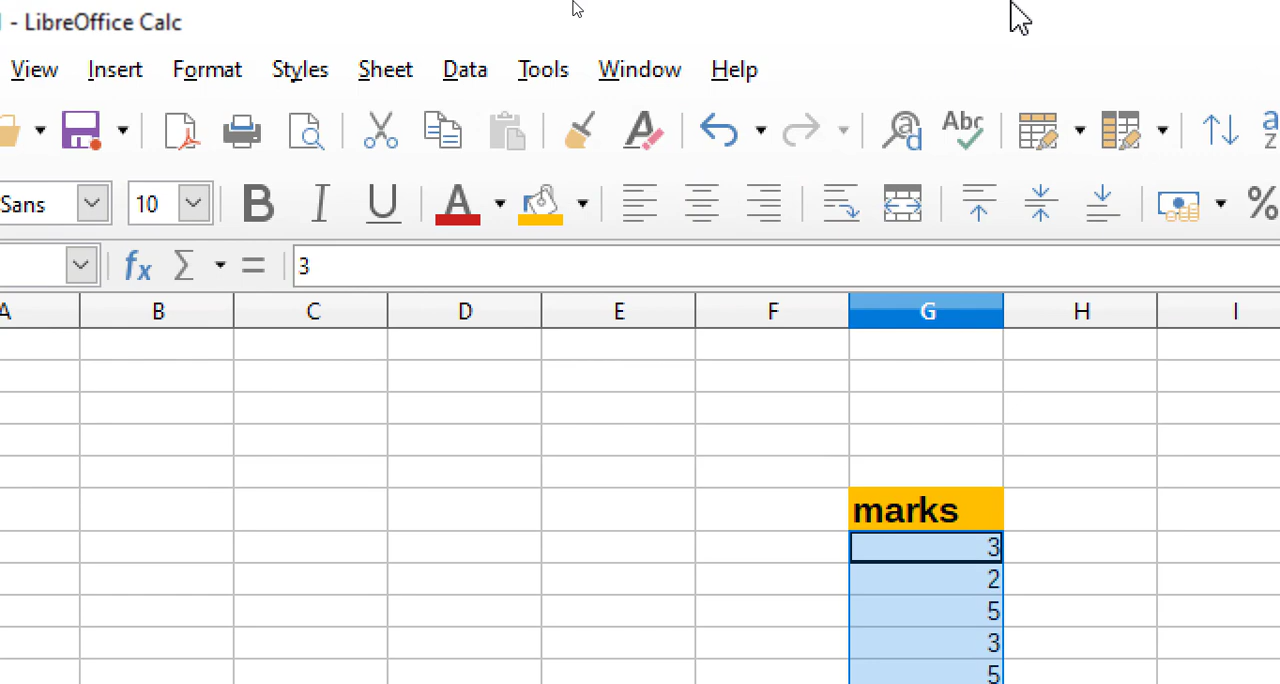 - LibreOffice Calc
View Insert Format Styles Sheet Data Tools Window Help
Abc a
z
Sans 10 B I U A %
fx Σ = 3
A B C D E F G H I
marks
3
2
5
3
5